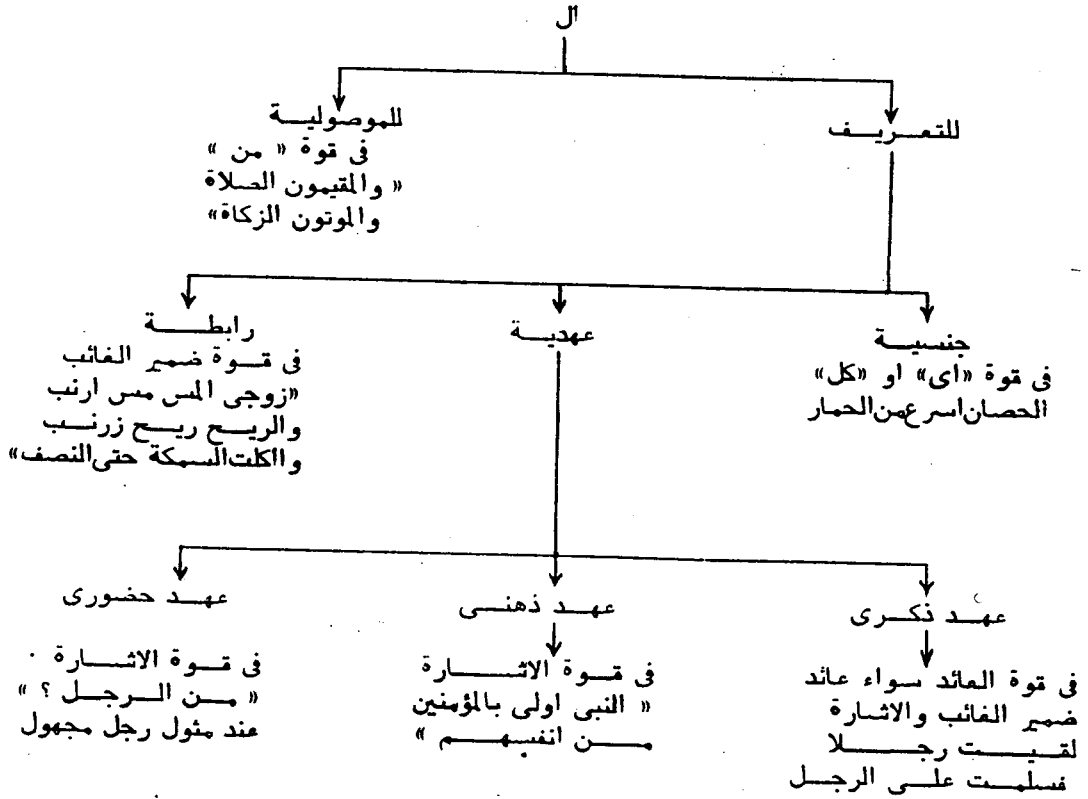 ال
للتعريف
للموصولية
فى قوة « من »
« والمقيمون الصلاة
والموتون الزكاة»
جنسية
فى قوة «اى» او «كل»
الحصان اسرع من الحمار
عهدية
رابطة
فى قوة ضمير الغائب
«زوجى المس مس ارنب
والريح ريح زرنب
واكلت السمكة حتى النصف»
عهد ذكرى
فى قوة العائد سواء عائد
ضمير الغائب والاشارة
لقيت رجلا
فسلمت على الرجل
عهد ذهنى
فى قوة الاشارة
« النبى اولى بالمؤمنين
من انفسهم »
عهد حضورى
فى قوة الاشارة
« من الرجل ؟ »
عند مثول رجل مجهول